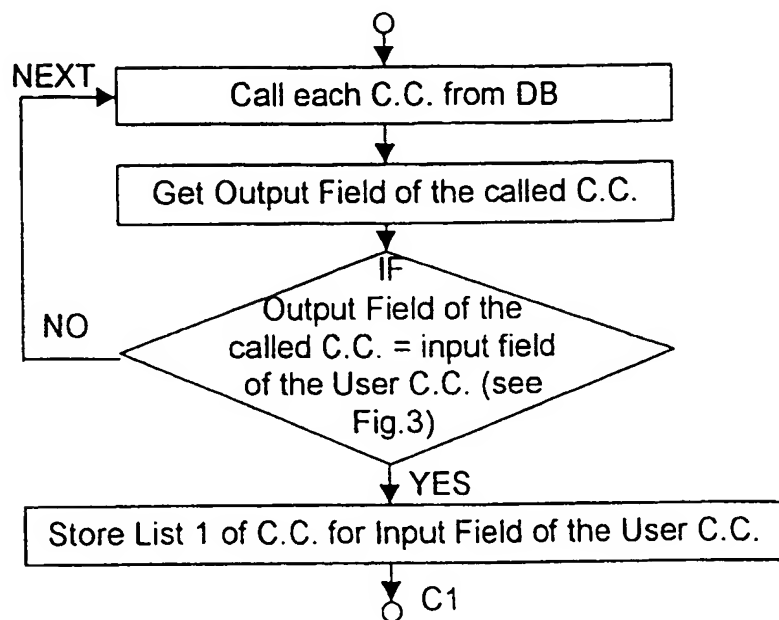 NEXT
Call each C.C. from DB
Get Output Field of the called C.C.
IF
Output Field of the
called C.C. = input field
of the User C.C. (see
Fig.3)
NO
YES
Store List 1 of C.C. for Input Field of the User C.C.
C1